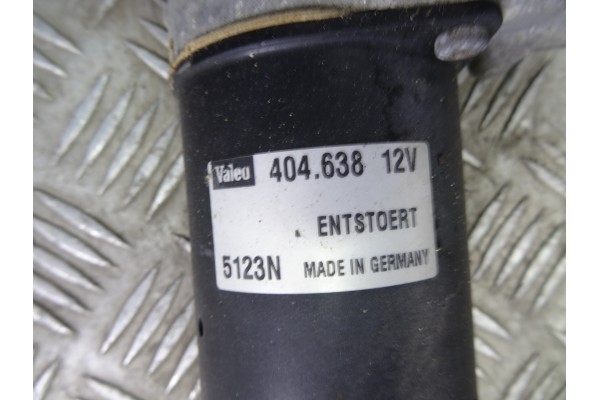 Valeo 404.638 12V
ENTSTOERT
5123N MADE IN GERMANY